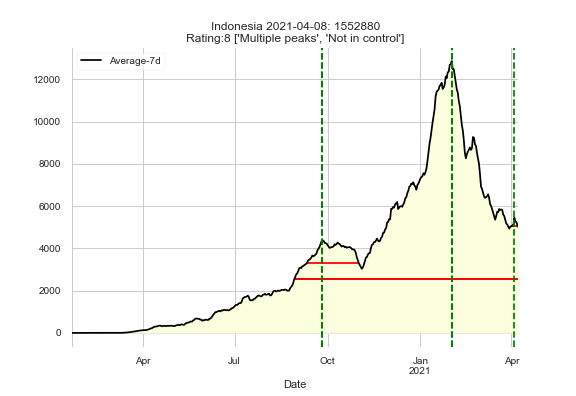 Indonesia 2021-04-08: 1552880
Rating:8 ['Multiple peaks', 'Not in control']
Average-7d
12000
10000
8000
6000
4000
2000
0
Apr Jul Oct Jan Apr
2021
Date